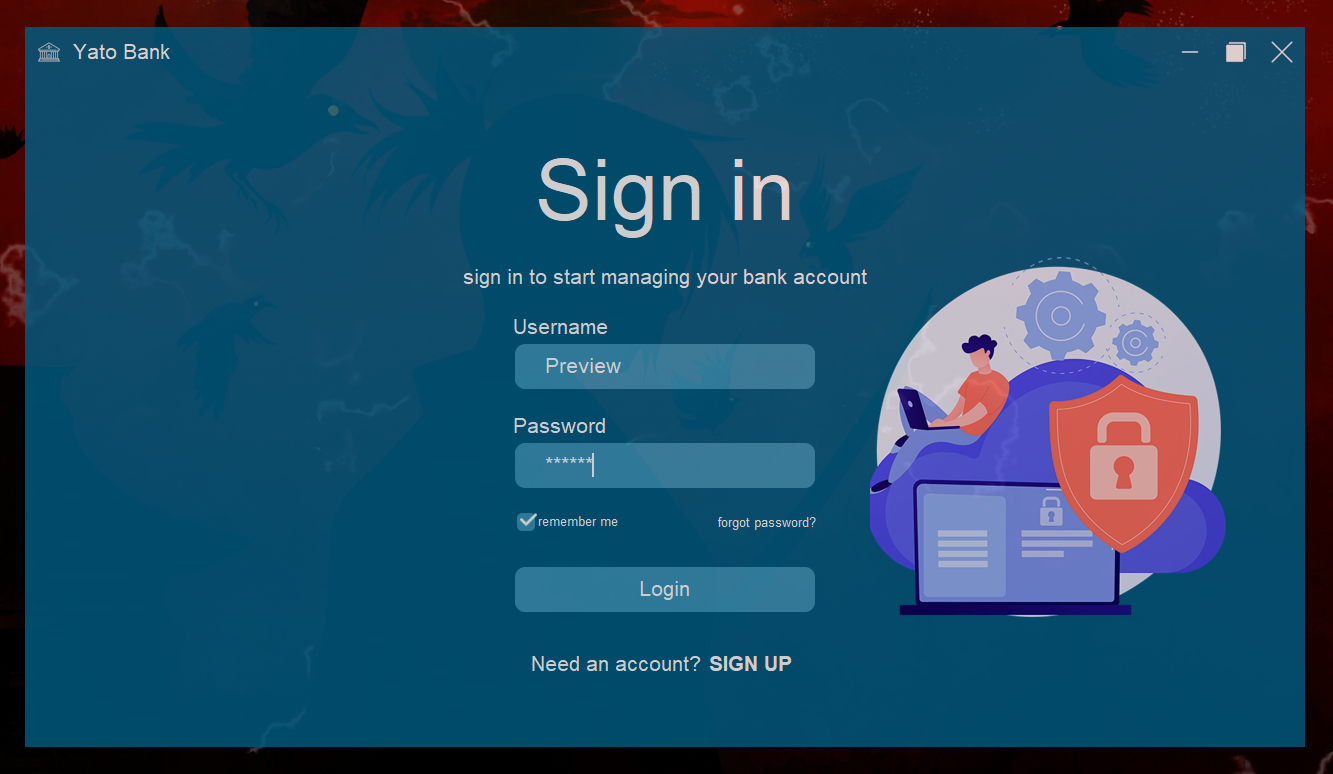 Yato Bank
Sign in
sign in to start managing your bank account
Username
Preview
Password
******
remember me
forgot password?
Login
Need an account? SIGN UP